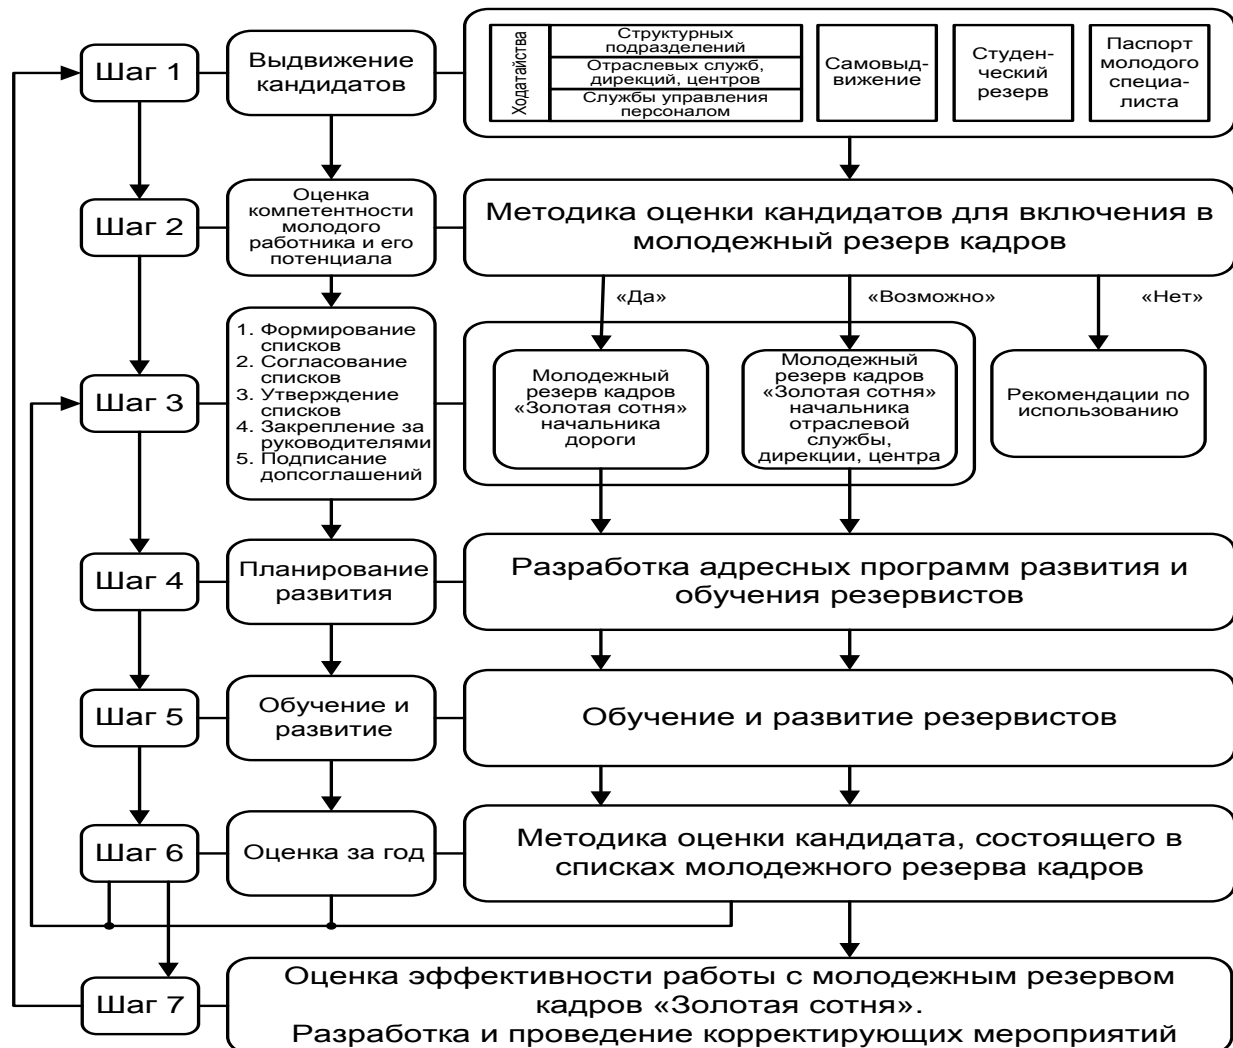 Шаг 1
Выдвижение
кандидатов
Ходатайства
Структурных
подразделений
Отраслевых служб,
дирекций, центров
Службы управления
персоналом
Самовыд-
вижение
Студен-
ческий
резерв
Паспорт
молодого
специа-
листа
Шаг 2
Оценка
компетентности
молодого
работника и его
потенциала
Методика оценки кандидатов для включения в
молодежный резерв кадров
«Да»
«Возможно»
«Нет»
Шаг 3
1. Формирование
списков
2. Согласование
списков
3. Утверждение
списков
4. Закрепление за
руководителями
5. Подписание
допсоглашений
Молодежный
резерв кадров
«Золотая сотня»
начальника
дороги
Молодежный
резерв кадров
«Золотая сотня»
начальника
отраслевой
службы,
дирекции, центра
Рекомендации по
использованию
Шаг 4
Планирование
развития
Разработка адресных программ развития и
обучения резервистов
Шаг 5
Обучение и
развитие
Обучение и развитие резервистов
Шаг 6
Оценка за год
Методика оценки кандидата, состоящего в
списках молодежного резерва кадров
Шаг 7
Оценка эффективности работы с молодежным резервом
кадров «Золотая сотня».
Разработка и проведение корректирующих мероприятий